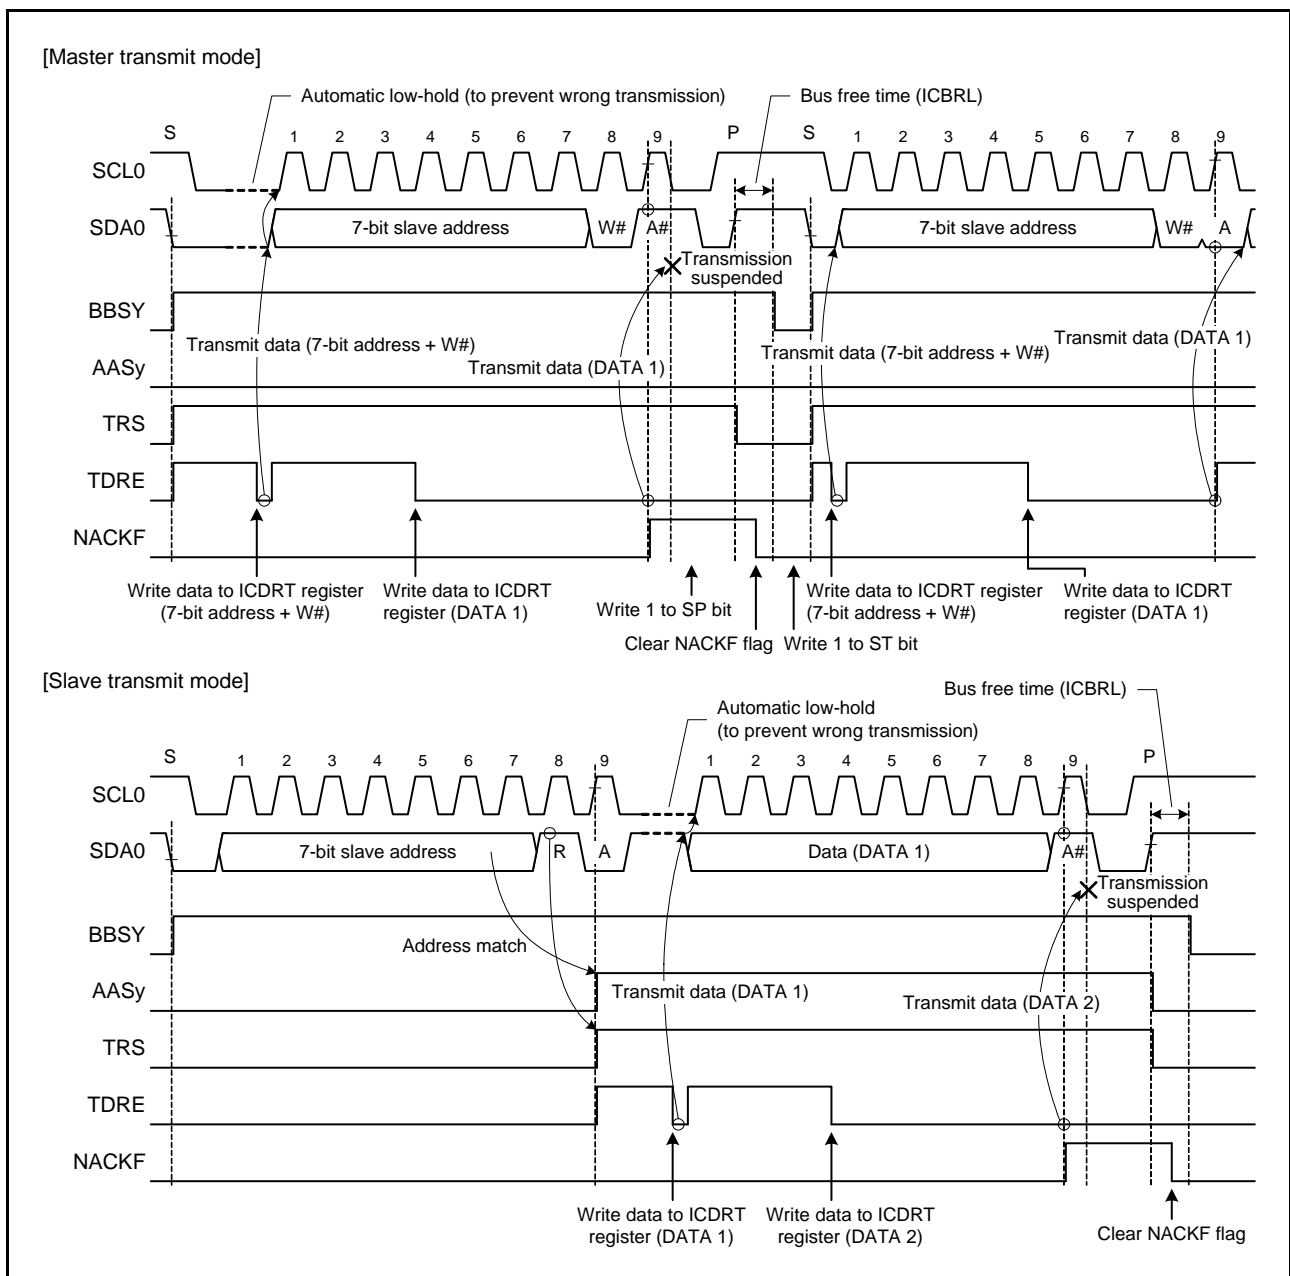 [Master transmit mode]
Automatic low-hold (to prevent wrong transmission)
Bus free time (ICBRL)
S 1 2 3 4 5 6 7 8 9 P S 1 2 3 4 5 6 7 8 9
SCL0
SDA0 7-bit slave address W# A# 7-bit slave address W# A
Transmission
suspended
BBSY
Transmit data (7-bit address + W#)
Transmit data (DATA 1)
Transmit data (7-bit address + W#)
Transmit data (DATA 1)
AASy
TRS
TDRE
NACKF
Write data to ICDRT register
(7-bit address + W#)
Write data to ICDRT
register (DATA 1)
Write 1 to SP bit
Clear NACKF flag
Write 1 to ST bit
Write data to ICDRT register
(7-bit address + W#)
Write data to ICDRT
register (DATA 1)
[Slave transmit mode]
Bus free time (ICBRL)
Automatic low-hold
(to prevent wrong transmission)
S 1 2 3 4 5 6 7 8 9 1 2 3 4 5 6 7 8 9 P
SCL0
SDA0 7-bit slave address R A Data (DATA 1) A#
Transmission
suspended
BBSY
Address match
AASy
Transmit data (DATA 1)
Transmit data (DATA 2)
TRS
TDRE
NACKF
Write data to ICDRT
register (DATA 1)
Write data to ICDRT
register (DATA 2)
Clear NACKF flag